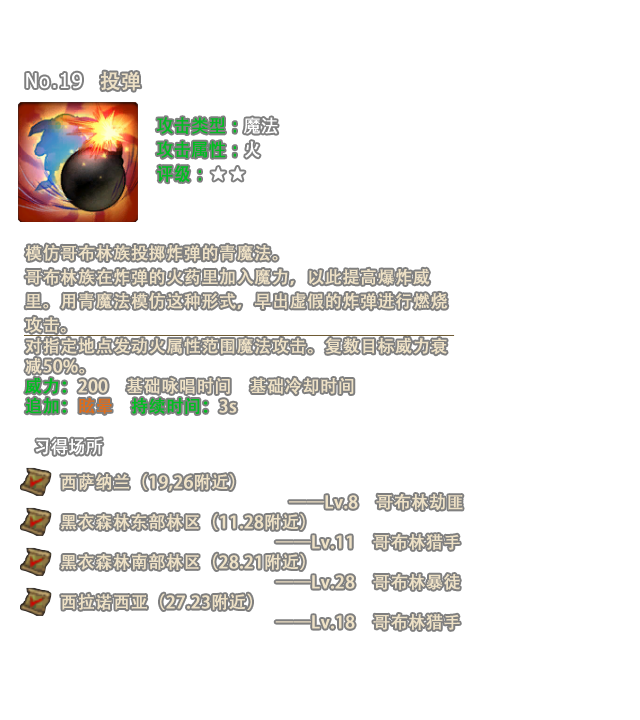 No.19 投弹
攻击类型：魔法
攻击属性：火
评级：★★
模仿哥布林族投掷炸弹的青魔法。
哥布林族在炸弹的火药里加入魔力，以此提高爆炸威
里。用青魔法模仿这种形式，早出虚假的炸弹进行燃烧
攻击。
对指定地点发动火属性范围魔法攻击。复数目标威力衰
减50%。
威力：200 基础咏唱时间 基础冷却时间
追加：眩晕 持续时间：3s
习得场所
西萨纳兰（19,26附近）
——Lv.8 哥布林劫匪
黑衣森林东部林区（11.28附近）
——Lv.11 哥布林猎手
黑衣森林南部林区（28.21附近）
——Lv.28 哥布林暴徒
西拉诺西亚（27.23附近）
——Lv.18 哥布林猎手